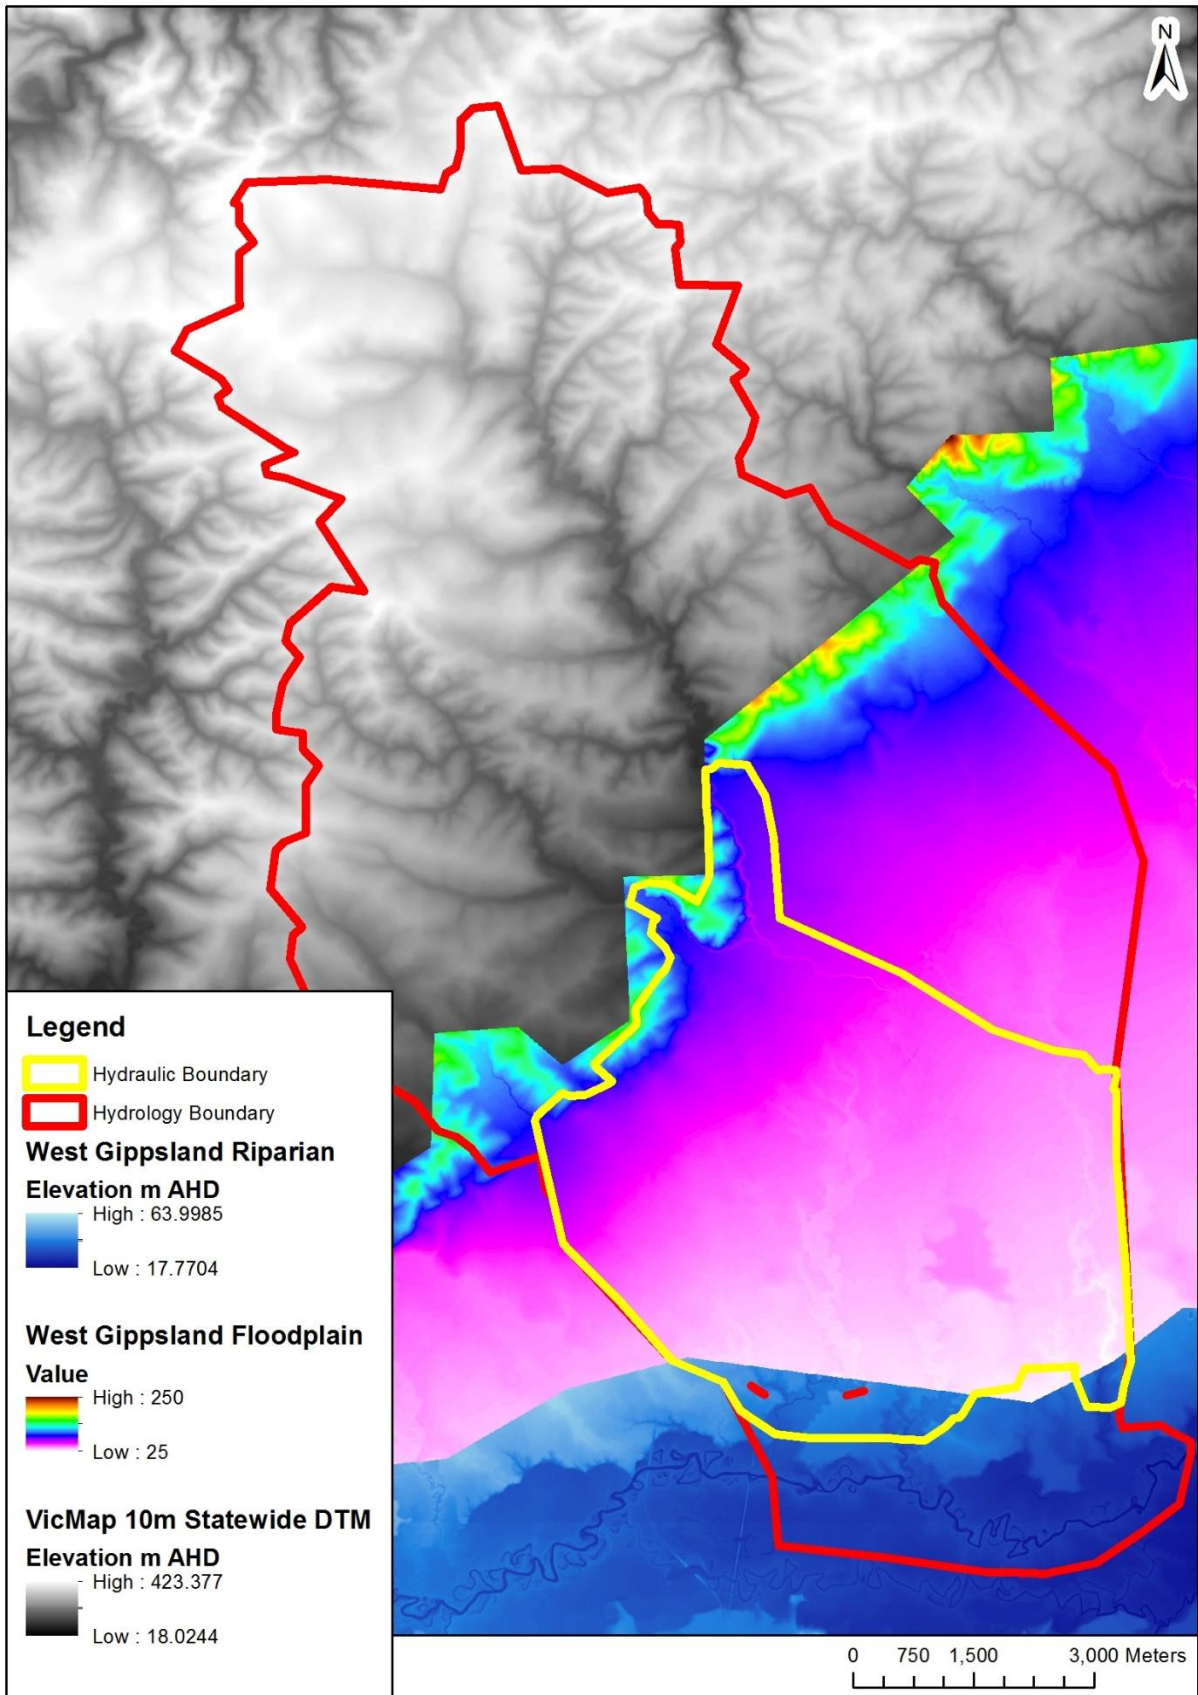 N
Legend
Hydraulic Boundary
Hydrology Boundary
West Gippsland Riparian
Elevation m AHD
High : 63.9985
Low : 17.7704
West Gippsland Floodplain
Value
High : 250
Low : 25
VicMap 10m Statewide DTM
Elevation m AHD
High : 423.377
Low : 18.0244
0 750 1,500 3,000 Meters